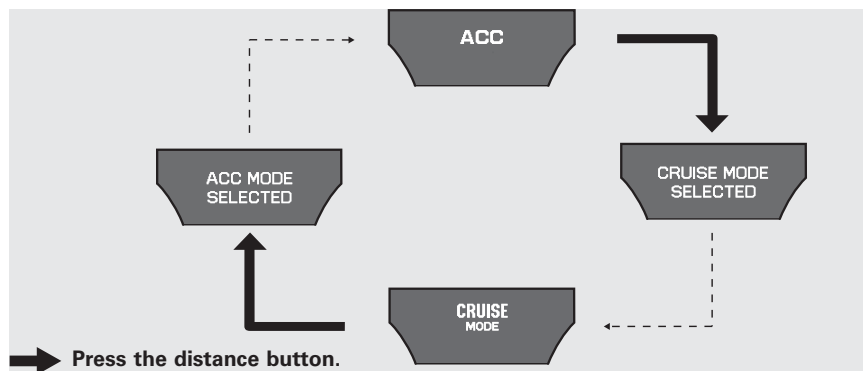 ACC
ACC MODE
SELECTED
CRUISE MODE
SELECTED
CRUISE
MODE
Press the distance button.